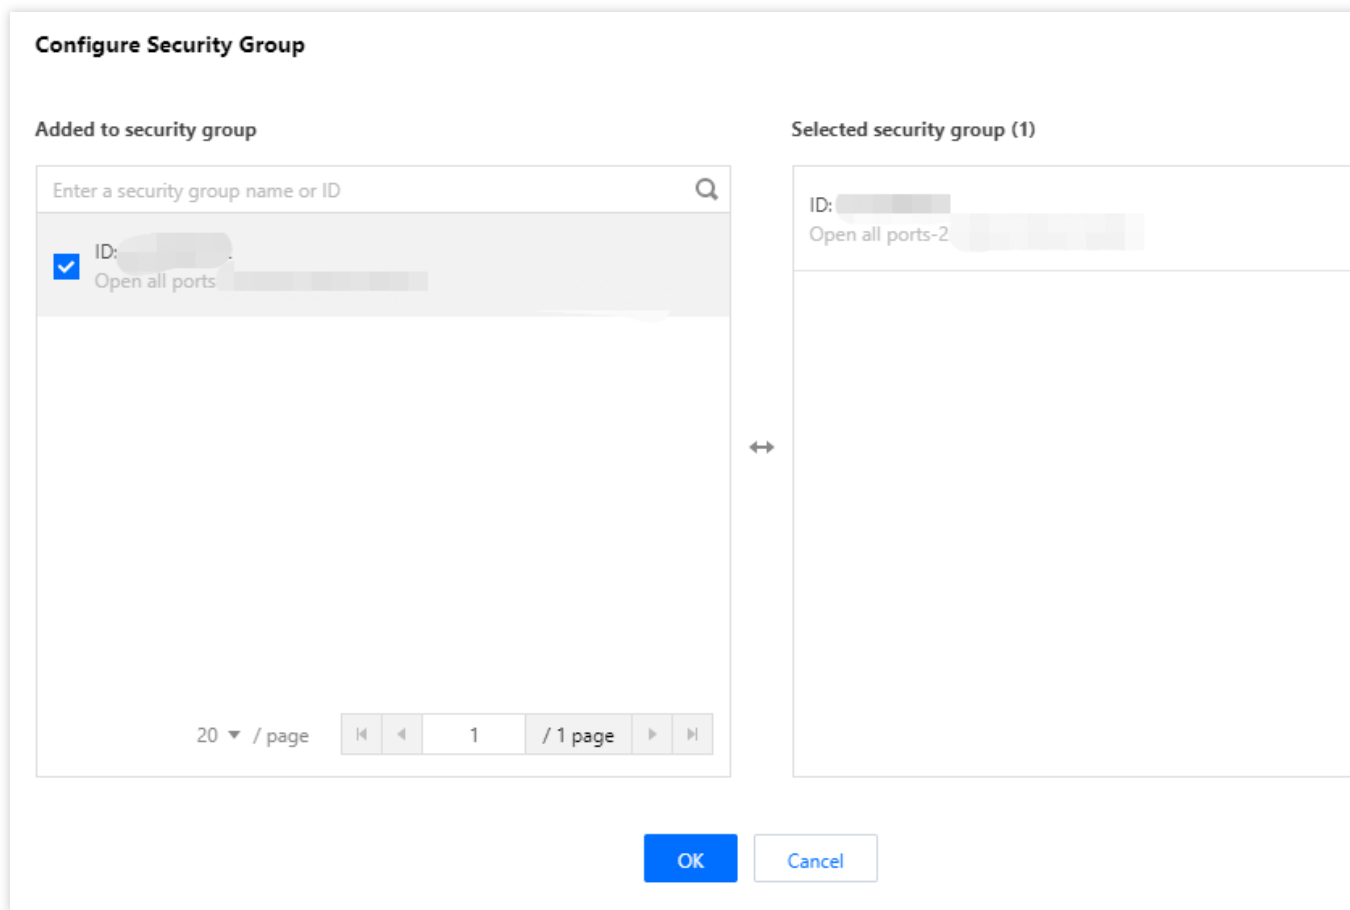 Configure Security Group
Added to security group
Enter a security group name or ID
ID:
Open all ports
20 / page
1 / 1 page
Selected security group (1)
ID:
Open all ports-2
OK
Cancel